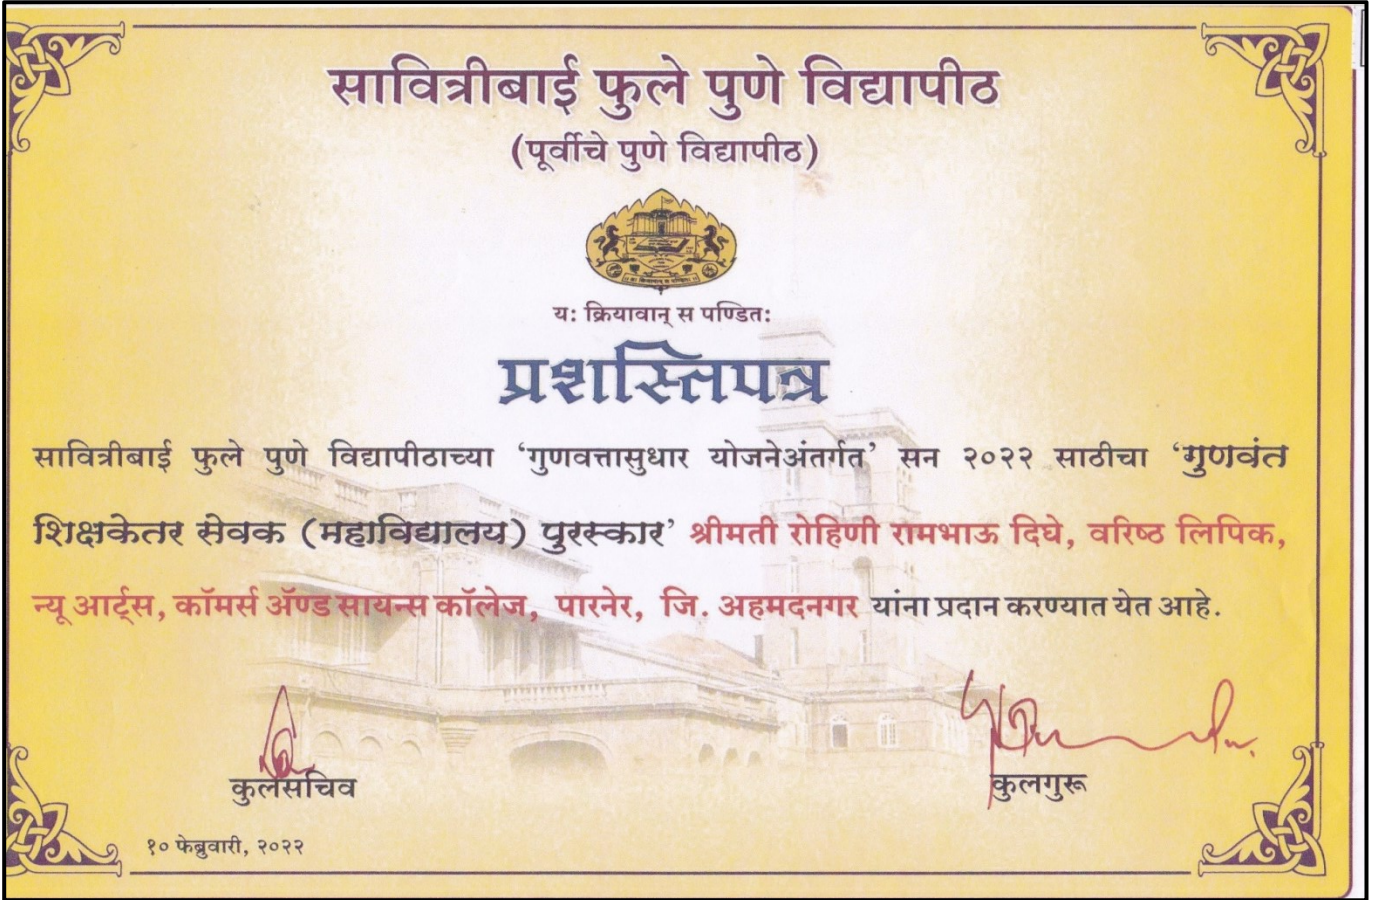 सावित्रीबाई फुले पुणे विद्यापीठ
(पूर्वीचे पुणे विद्यापीठ)
यः क्रियावान् स पण्डितः
प्रशस्तिपत्र
सावित्रीबाई फुले पुणे विद्यापीठाच्या ‘गुणवत्तासुधार योजनेअंतर्गत’ सन २०२२ साठीचा ‘गुणवंत
शिक्षकेतर सेवक (महाविद्यालय) पुरस्कार’ श्रीमती रोहिणी रामभाऊ दिघे, वरिष्ठ लिपिक,
न्यू आर्ट्स, कॉमर्स ॲण्ड सायन्स कॉलेज, पारनेर, जि. अहमदनगर यांना प्रदान करण्यात येत आहे.
कुलसचिव
कुलगुरू
१० फेब्रुवारी, २०२२